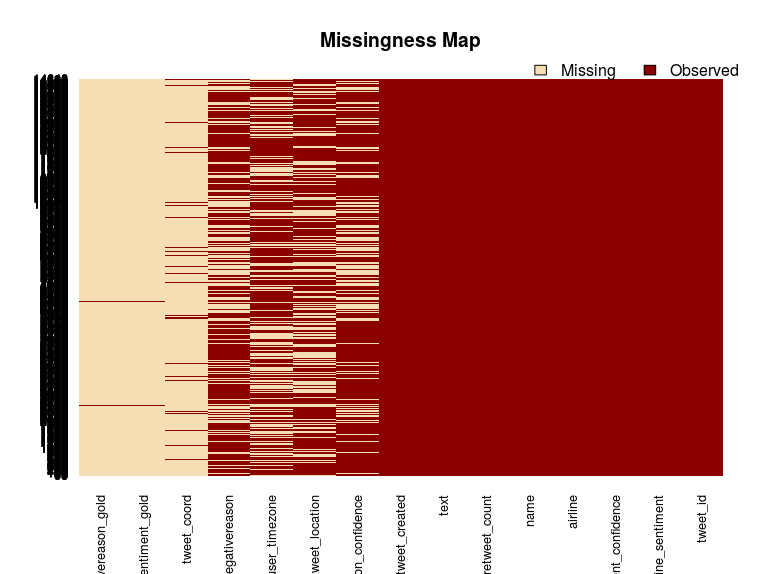 Missingness Map
Missing
Observed
vereason_gold
entiment_gold
tweet_coord
egativereason
user_timezone
weet_location
on_confidence
tweet_created
text
retweet_count
name
airline
nt_confidence
ine_sentiment
tweet_id